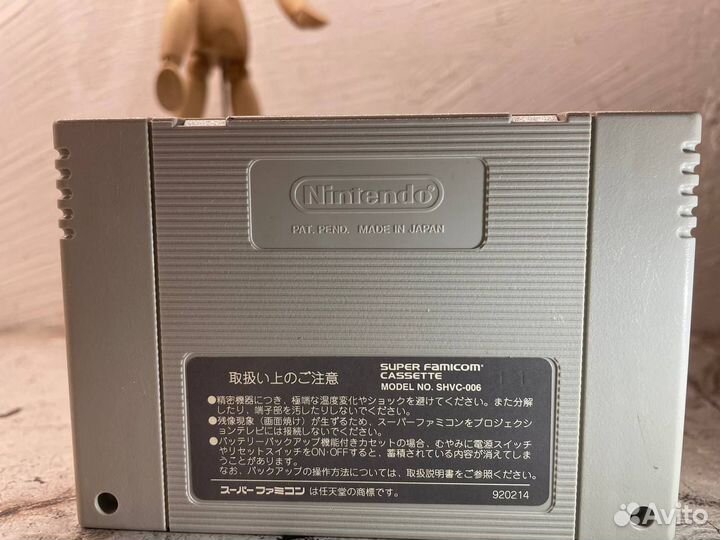 Nintendo®
PAT. PEND. MADE IN JAPAN
取扱い上のご注意
SUPER FAMICOM™
CASSETTE
MODEL NO. SHVC-006
●精密機器につき、極端な温度変化やショックを避けてください。また分解
したり、端子部を汚したりしないでください。
●残像現象（画面焼け）が生ずるため、スーパーファミコンをプロジェクシ
ョンテレビには接続しないでください。
●バッテリーバックアップ機能付きカセットの場合、むやみに電源スイッチ
やリセットスイッチをON・OFFすると、蓄積されている内容が消えてしま
うことがあります。
なお、バックアップの操作方法については、取扱説明書をご参照ください。
スーパーファミコン は任天堂の商標です。
920214
Avito